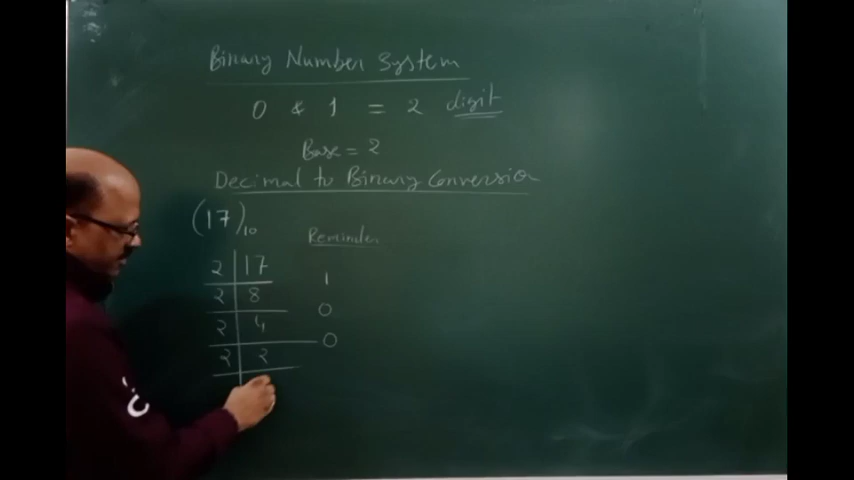 Binary Number System
0 & 1 = 2 digit
Base = 2
Decimal to Binary Conversion
(17)10
Reminder
2 17
1
2 8
0
2 4
0
2 2